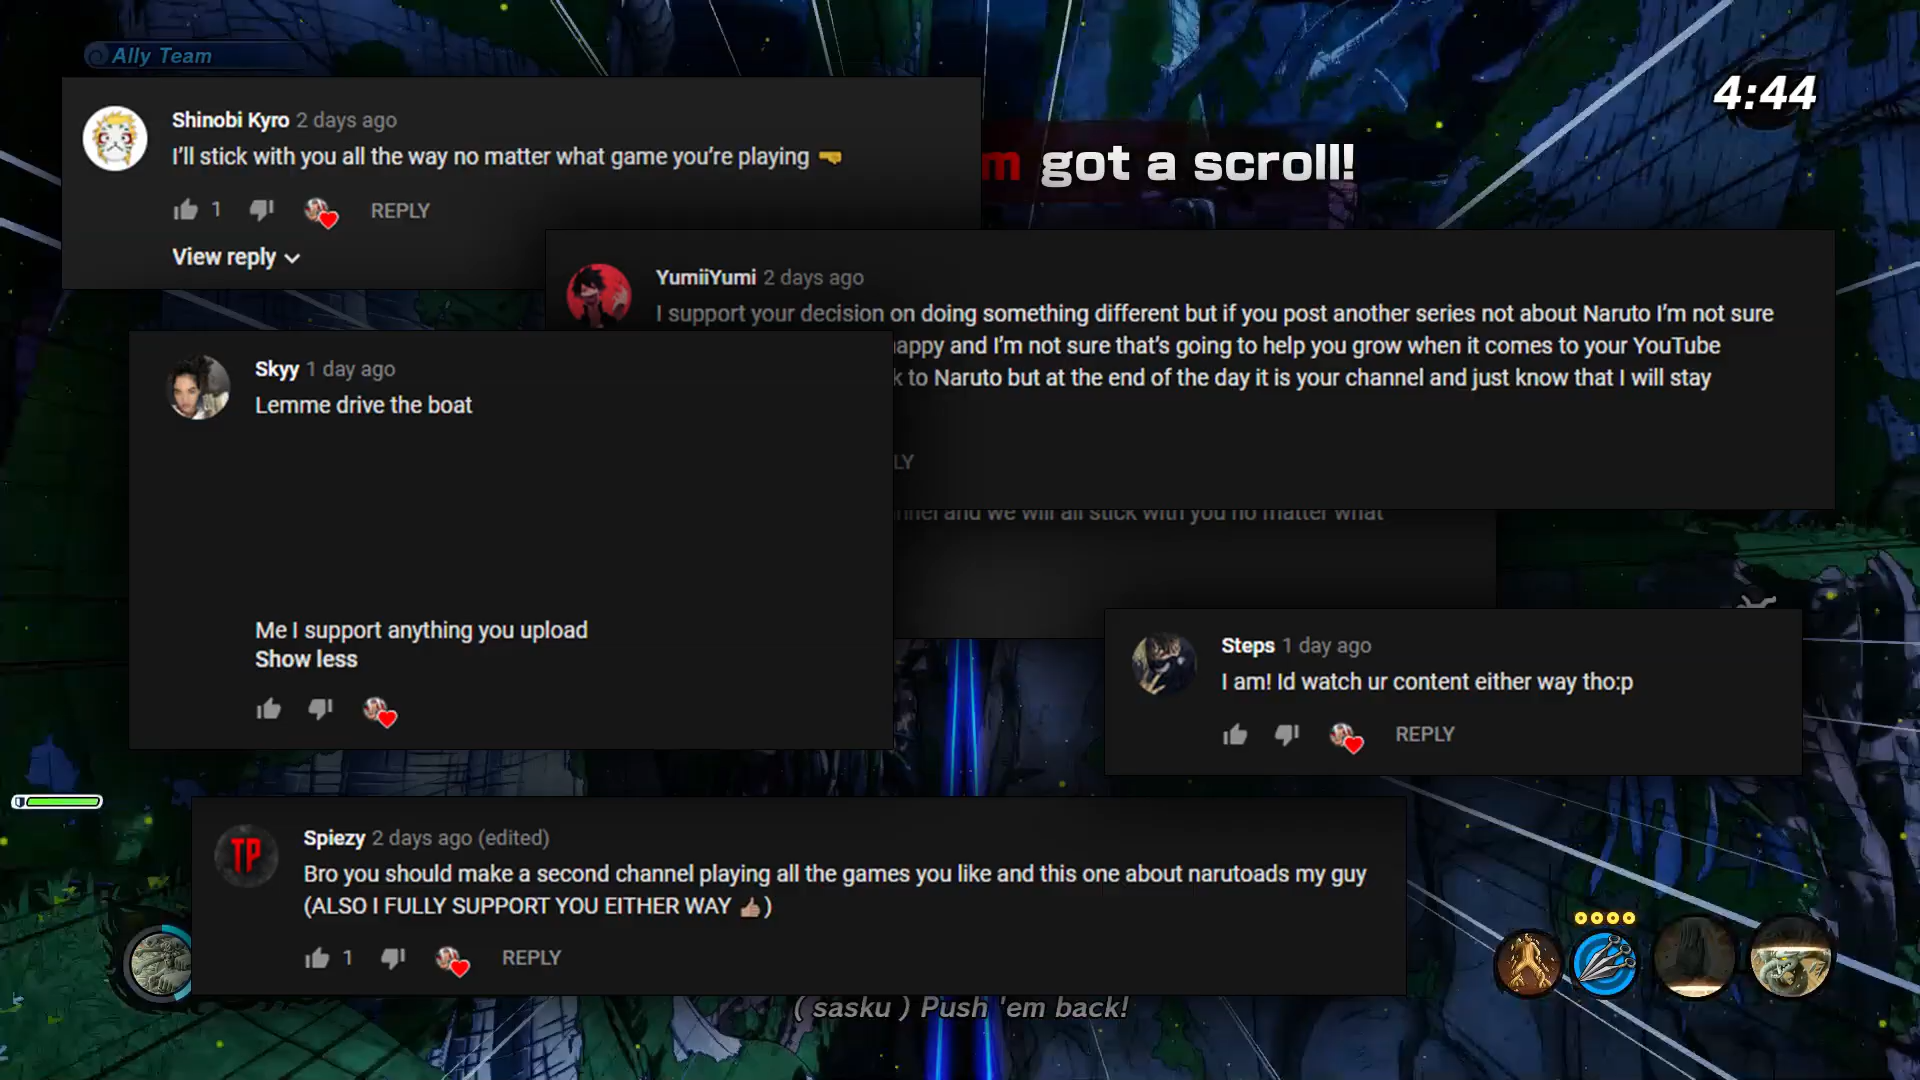 Ally Team
4:44
got a scroll!
Shinobi Kyro 2 days ago
I'll stick with you all the way no matter what game you're playing
1 REPLY
View reply
YumiiYumi 2 days ago
I support your decision on doing something different but if you post another series not about Naruto I'm not sure
and I'm not sure that's going to help you grow when it comes to your YouTube
to Naruto but at the end of the day it is your channel and just know that I will stay
and we will all stick with you no matter what
Skyy 1 day ago
Lemme drive the boat
Me I support anything you upload
Show less
Steps 1 day ago
I am! Id watch ur content either way tho:p
REPLY
Spiezy 2 days ago (edited)
Bro you should make a second channel playing all the games you like and this one about narutoads my guy
(ALSO I FULLY SUPPORT YOU EITHER WAY 👍🏼)
1 REPLY
TP
( sasku ) Push 'em back!